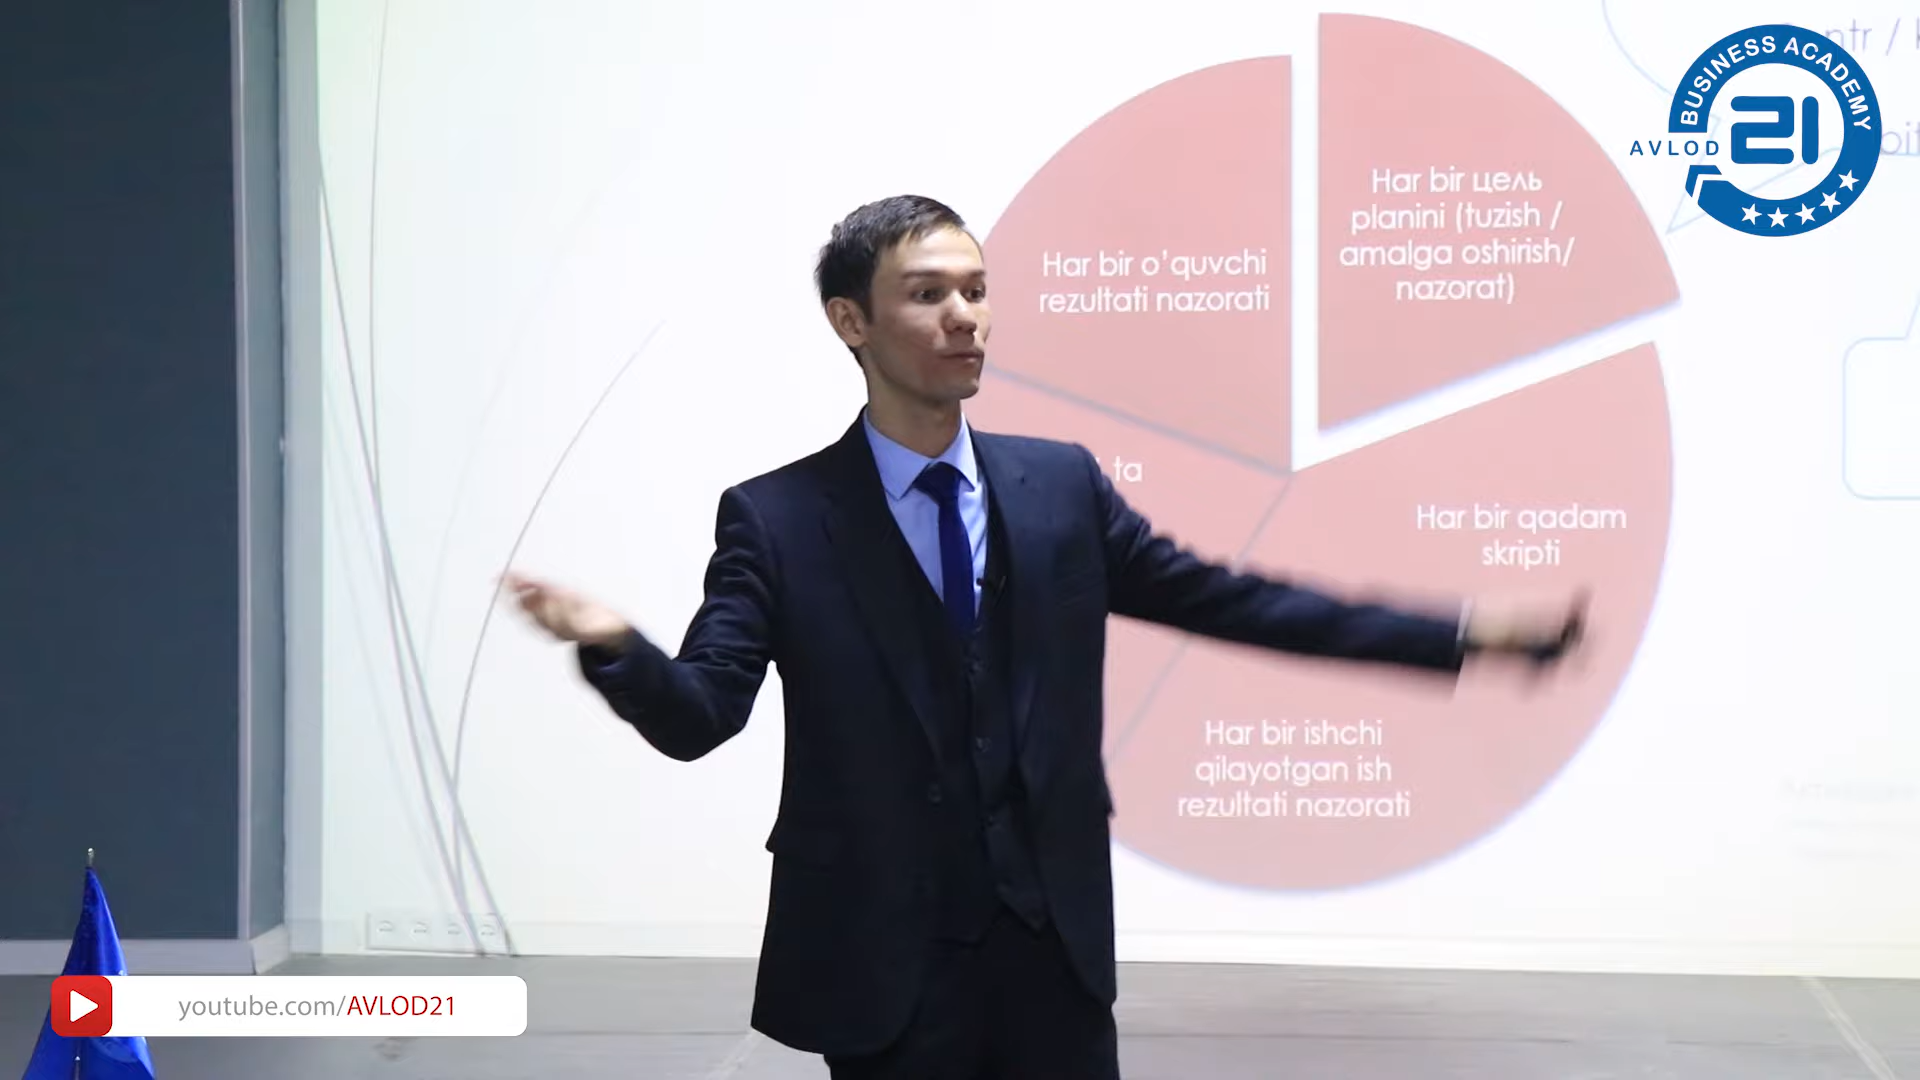 BUSINESS ACADEMY
AVLOD
21
Har bir цель
planini (tuzish /
amalga oshirish/
nazorat)
Har bir o'quvchi
rezultati nazorati
ta
Har bir qadam
skripti
Har bir ishchi
qilayotgan ish
rezultati nazorati
youtube.com/AVLOD21